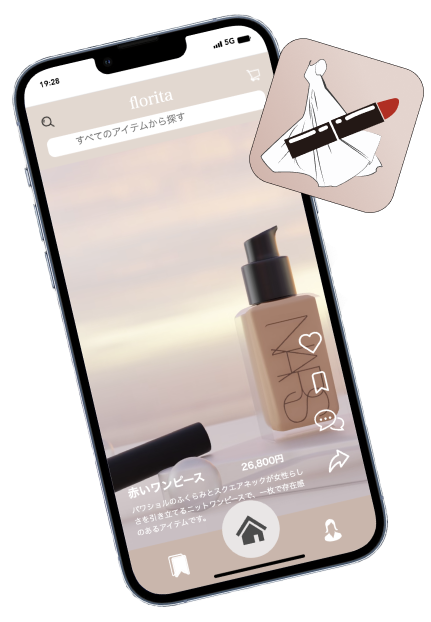 19:28
5G
florita
すべてのアイテムから探す
NARS
赤いワンピース
26,800円
パワショルのふくらみとスクエアネックが女性らし
さを引き立てるニットワンピースで、一枚で存在感
のあるアイテムです。